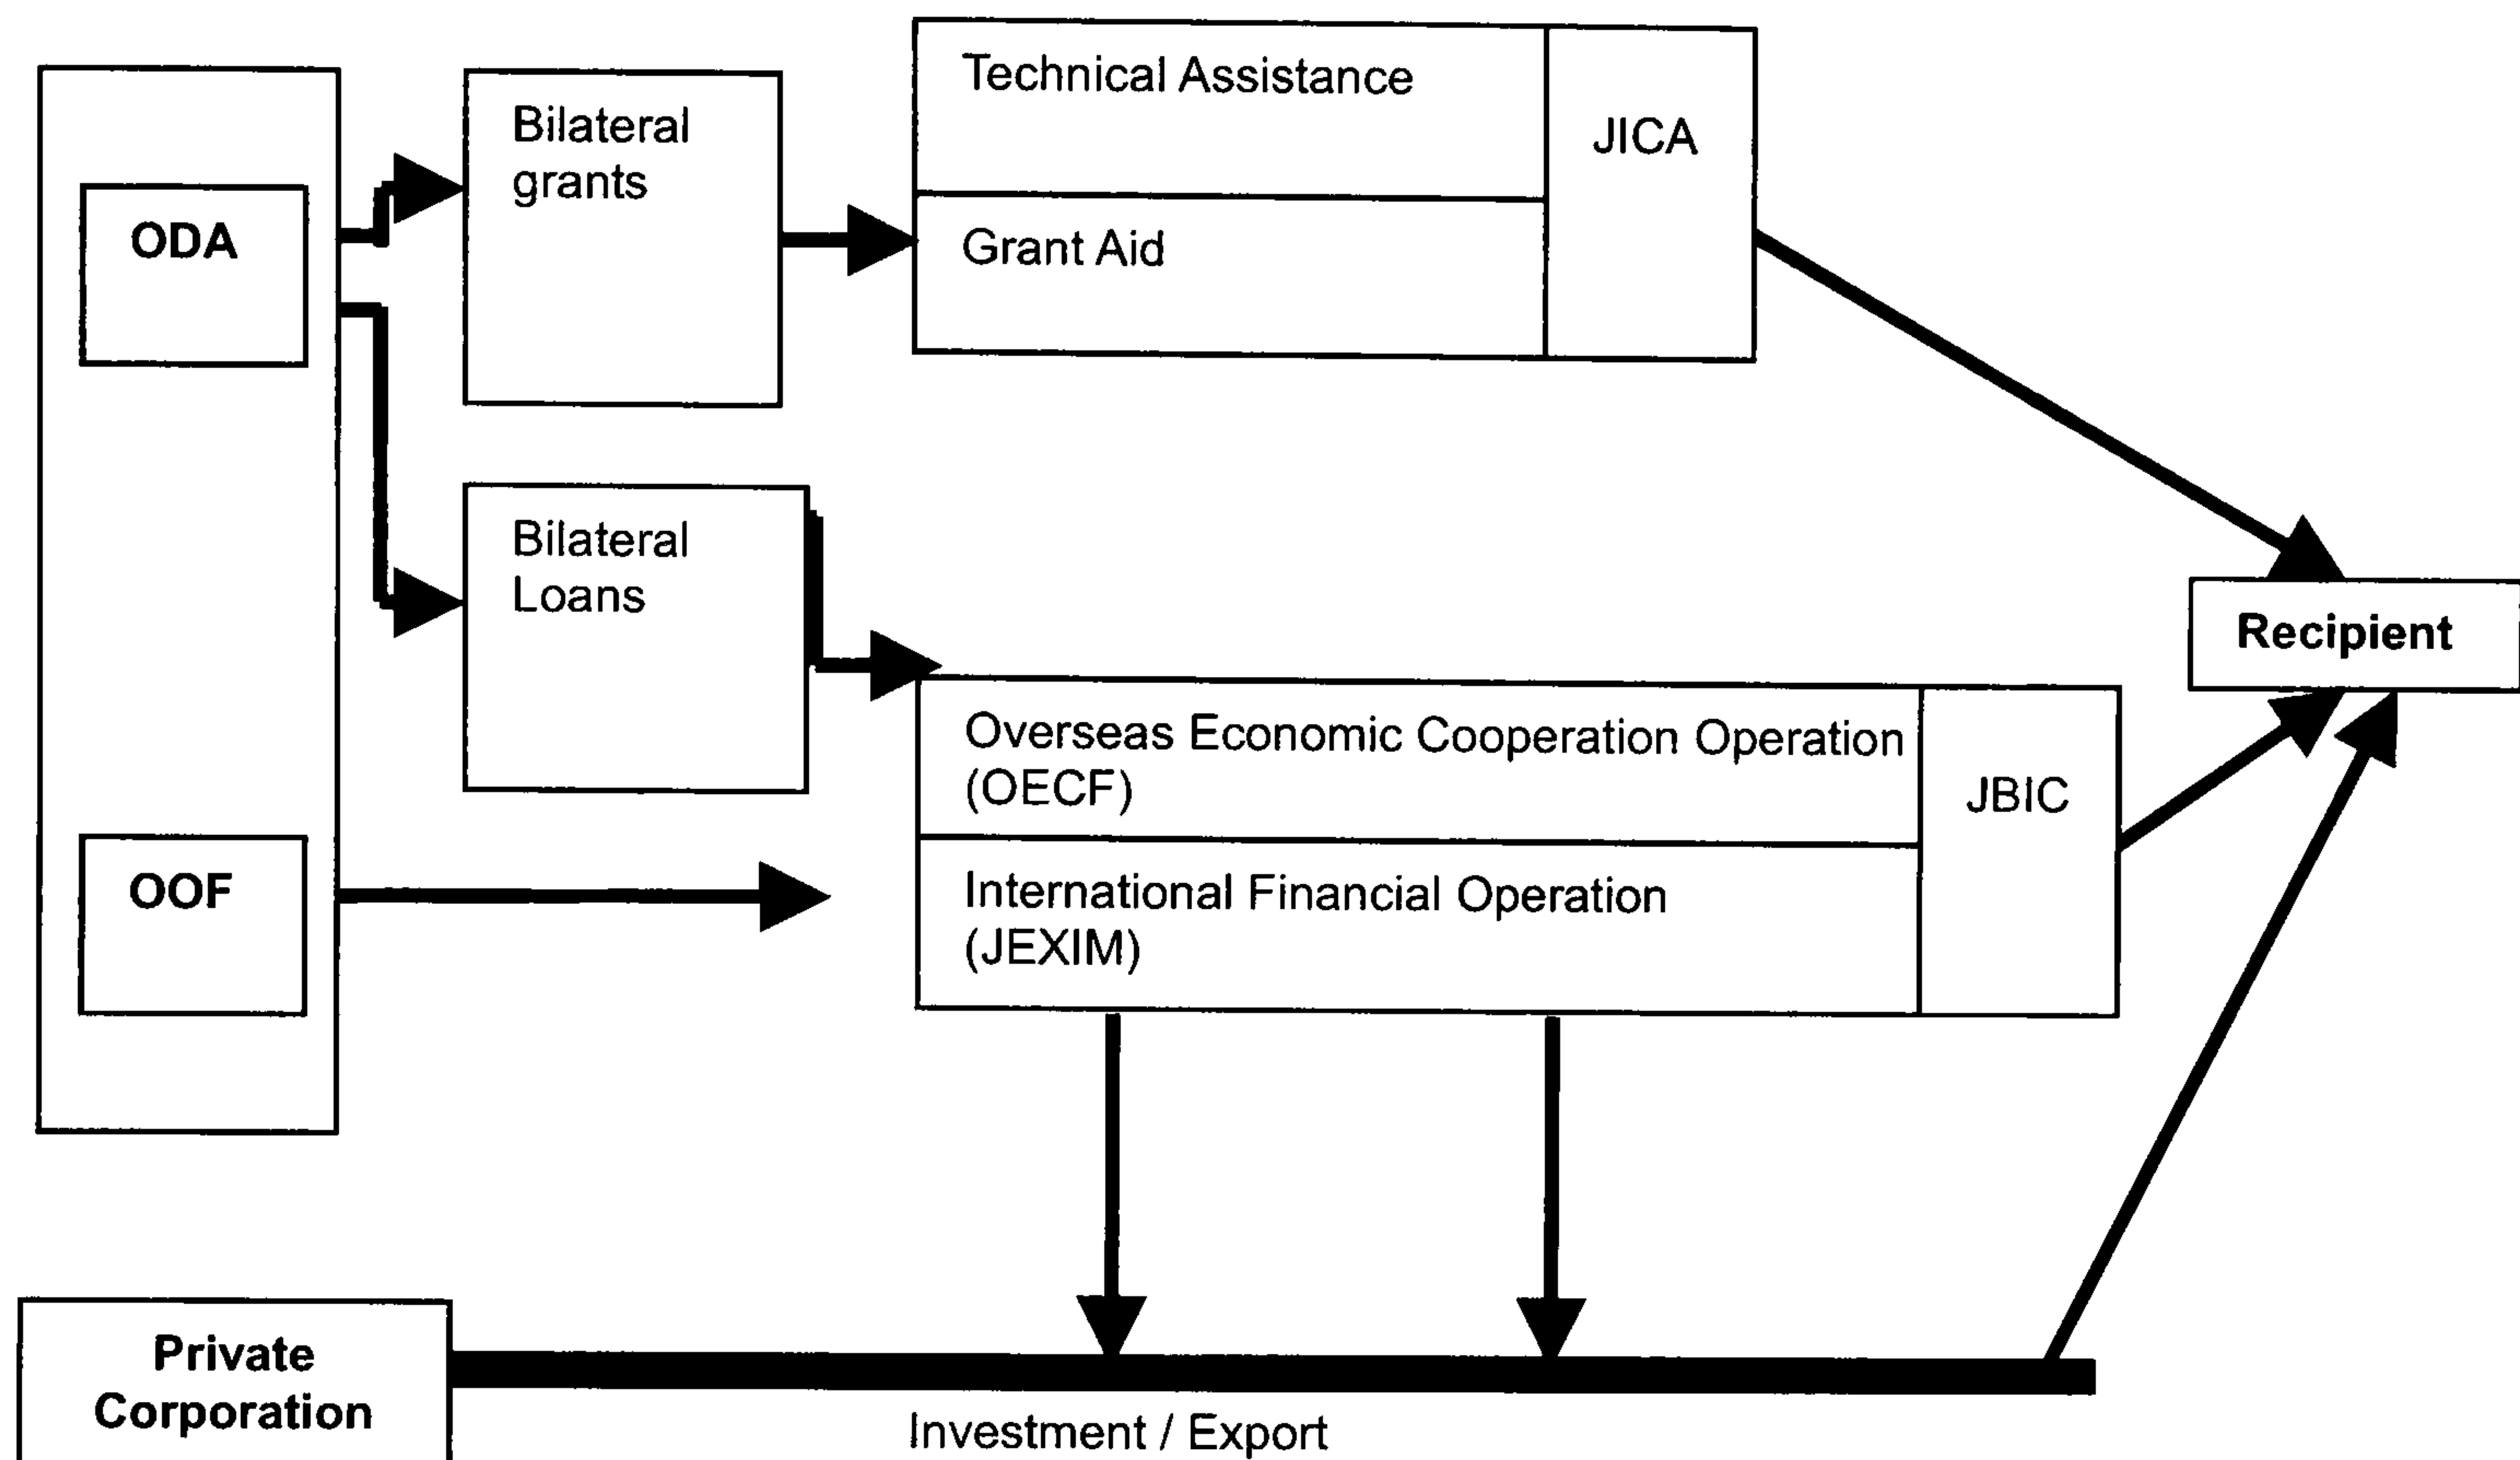 Technical Assistance
JICA
Bilateral
grants
ODA
Grant Aid
Bilateral
Loans
Recipient
Overseas Economic Cooperation Operation
(OECF)
JBIC
OOF
International Financial Operation
(JEXIM)
Private
Corporation
Investment / Export